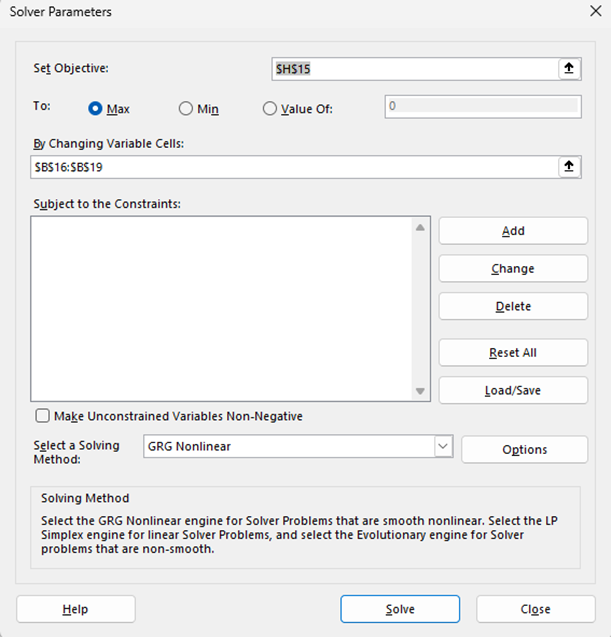 Solver Parameters
Set Objective:
$H$15
To:
Max
Min
Value Of:
0
By Changing Variable Cells:
$B$16:$B$19
Subject to the Constraints:
Add
Change
Delete
Reset All
Load/Save
Make Unconstrained Variables Non-Negative
Select a Solving
Method:
GRG Nonlinear
Options
Solving Method
Select the GRG Nonlinear engine for Solver Problems that are smooth nonlinear. Select the LP
Simplex engine for linear Solver Problems, and select the Evolutionary engine for Solver
problems that are non-smooth.
Help
Solve
Close